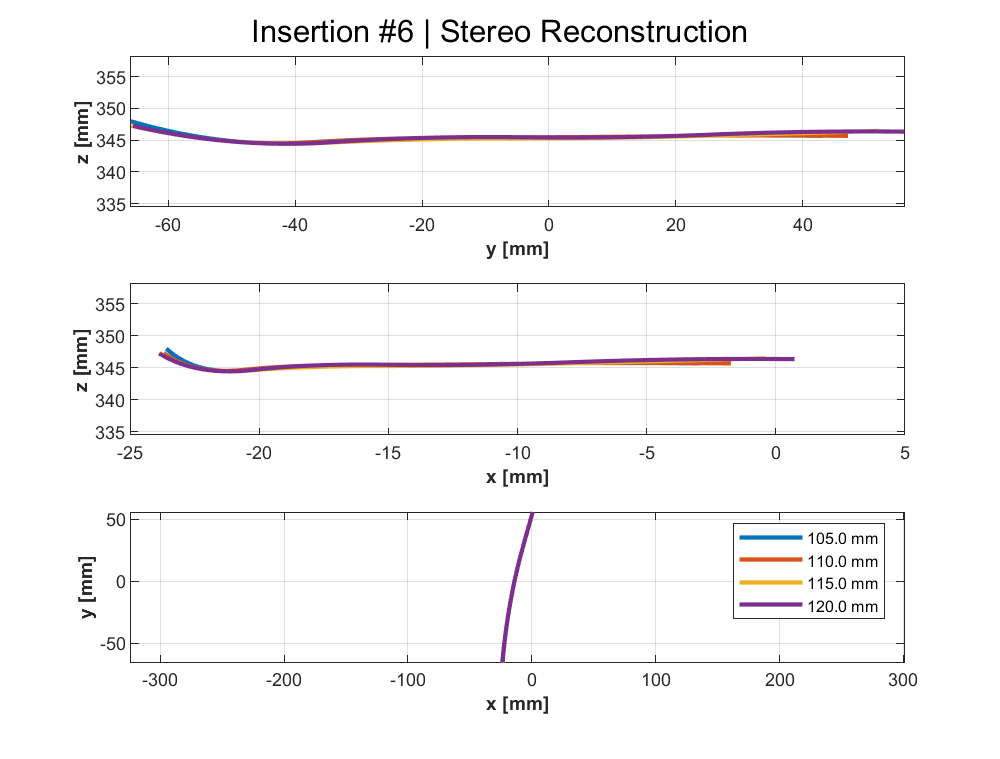 Insertion #6 | Stereo Reconstruction
355
350
345
340
335
z [mm]
-60 -40 -20 0 20 40
y [mm]
355
350
345
340
335
z [mm]
-25 -20 -15 -10 -5 0 5
x [mm]
50
0
-50
y [mm]
105.0 mm
110.0 mm
115.0 mm
120.0 mm
-300 -200 -100 0 100 200 300
x [mm]